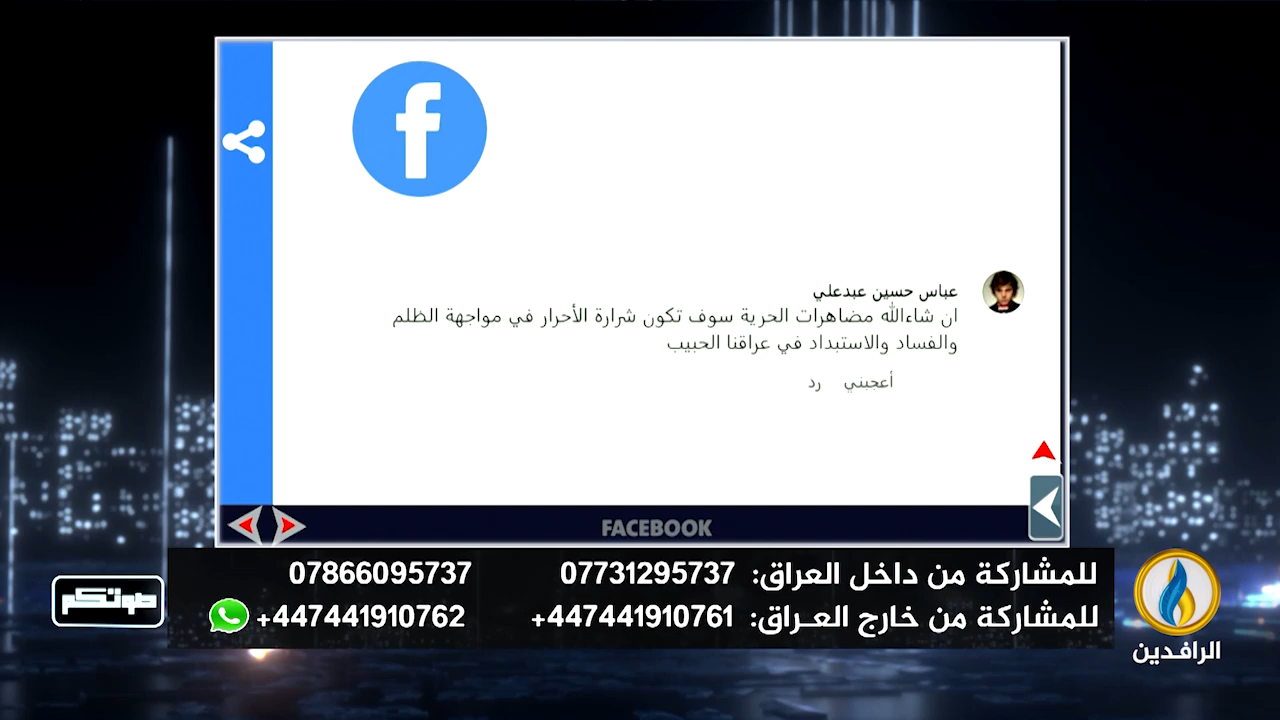 عباس حسين عبدعلي
ان شاءالله مضاهرات الحرية سوف تكون شرارة الأحرار في مواجهة الظلم
والفساد والاستبداد في عراقنا الحبيب
أعجبني رد
FACEBOOK
للمشاركة من داخل العراق: 07731295737 07866095737
للمشاركة من خارج العـراق: 447441910761+ 447441910762+
صوتكم
الرافدين